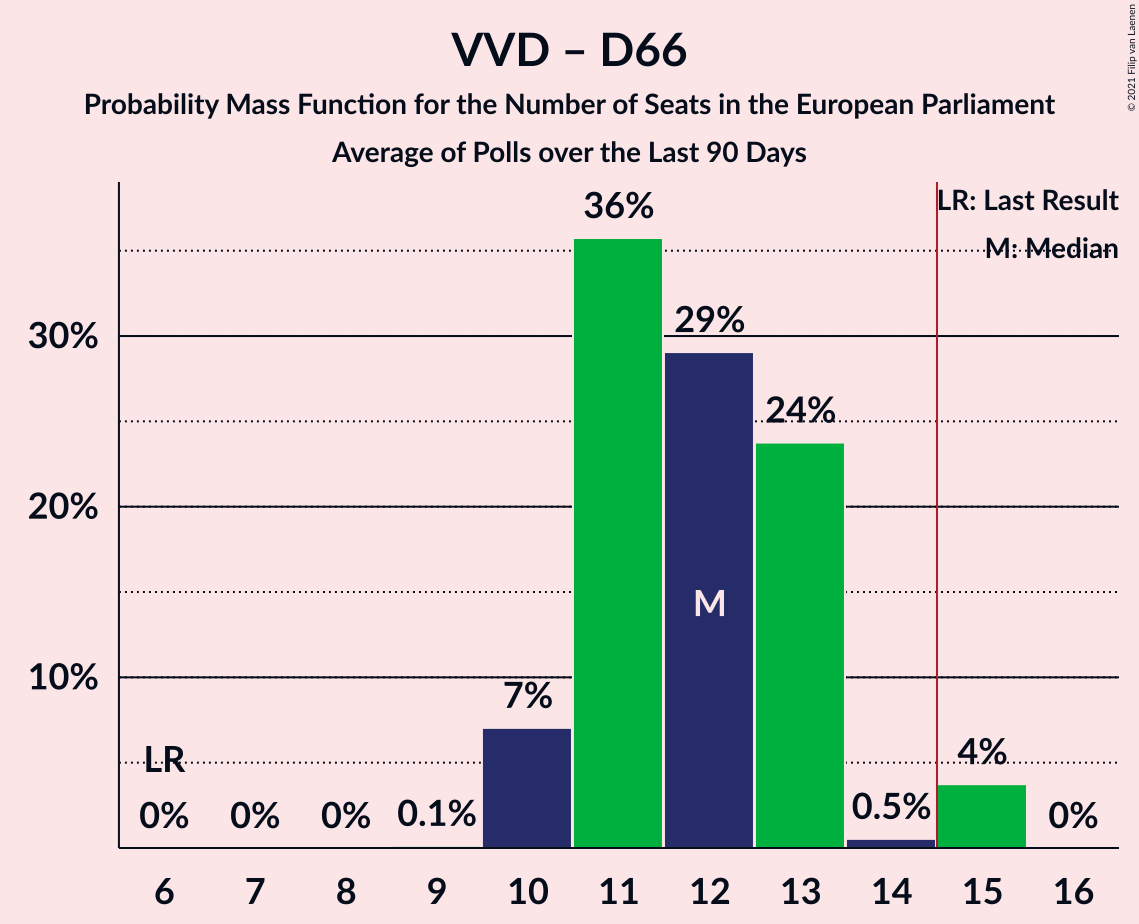 VVD – D66
Probability Mass Function for the Number of Seats in the European Parliament
Average of Polls over the Last 90 Days
© 2021 Filip van Laenen
LR: Last Result
M: Median
36%
29%
24%
7%
4%
0.5%
0.1%
0%
0%
0%
0%
LR
M
30%
20%
10%
6 7 8 9 10 11 12 13 14 15 16